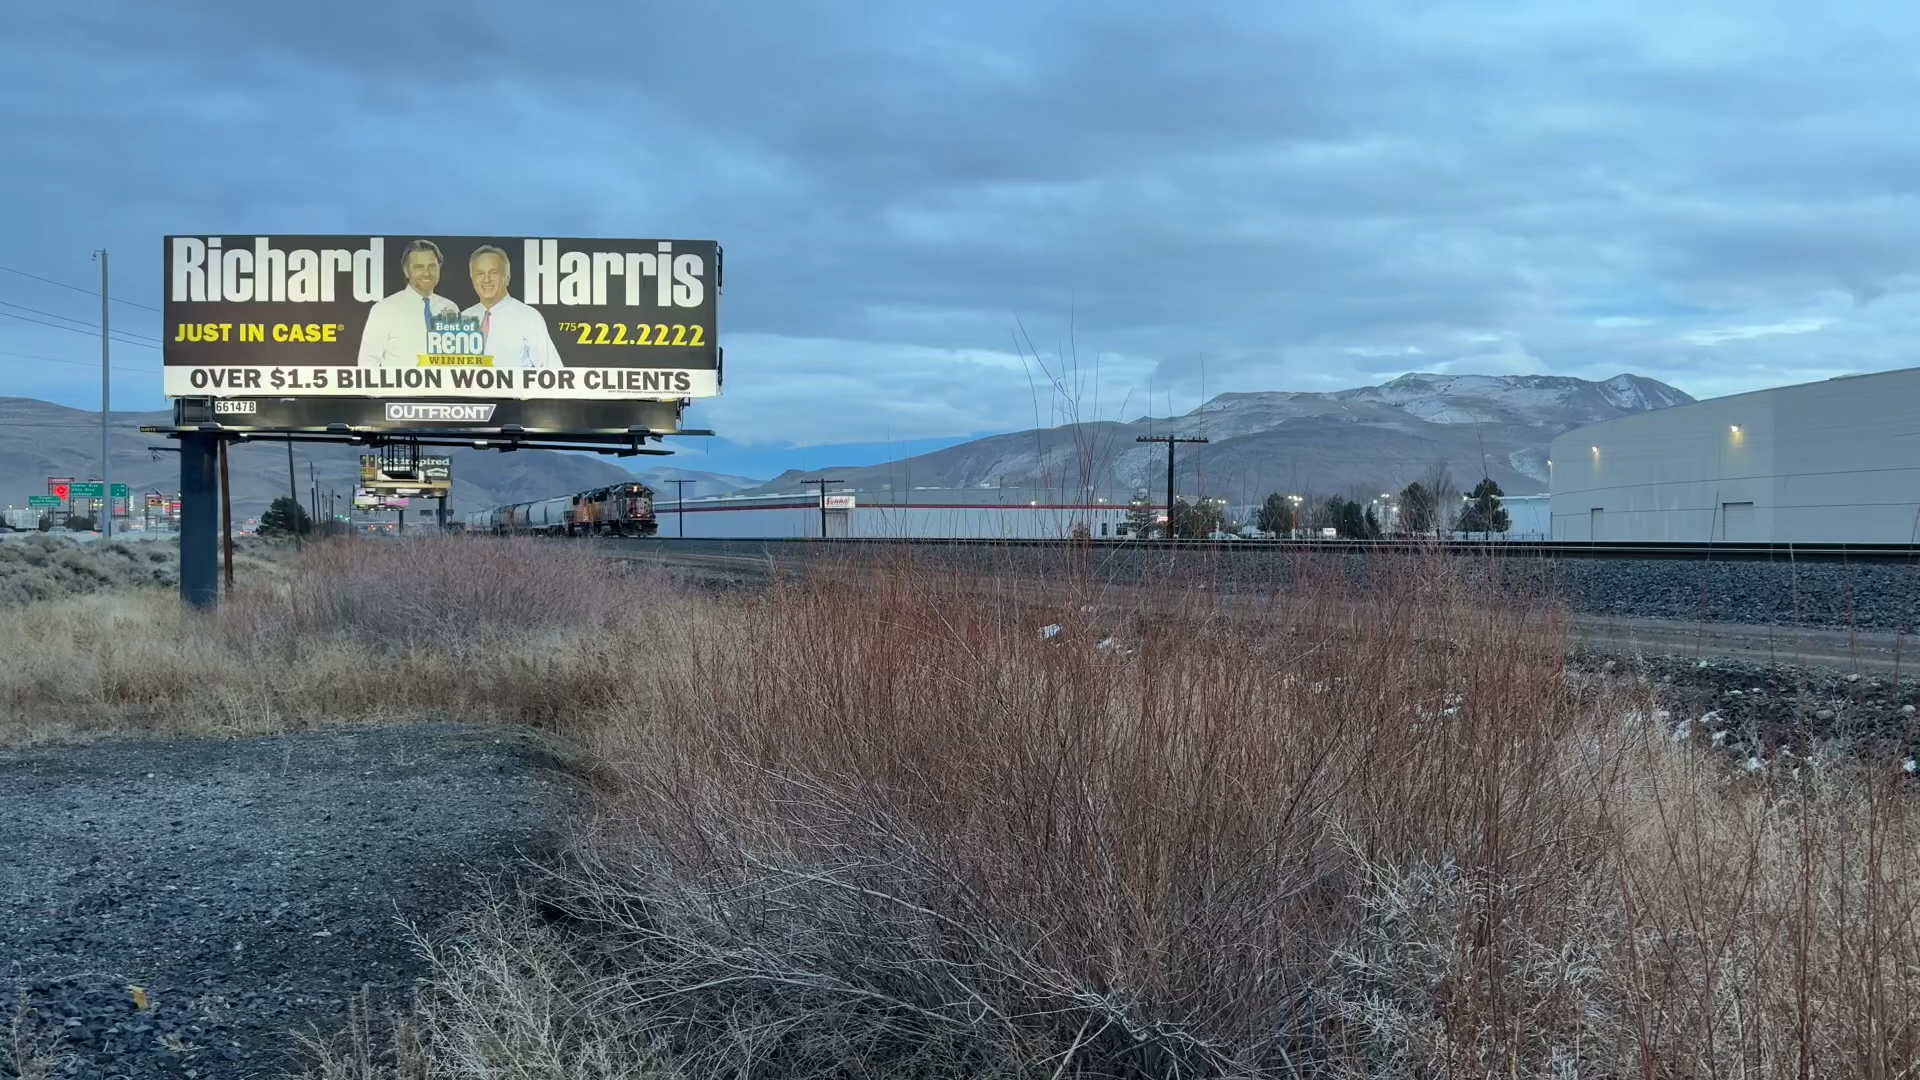 Richard Harris
JUST IN CASE®
Best of
RENO
WINNER
775 222.2222
OVER $1.5 BILLION WON FOR CLIENTS
66147B
OUTFRONT